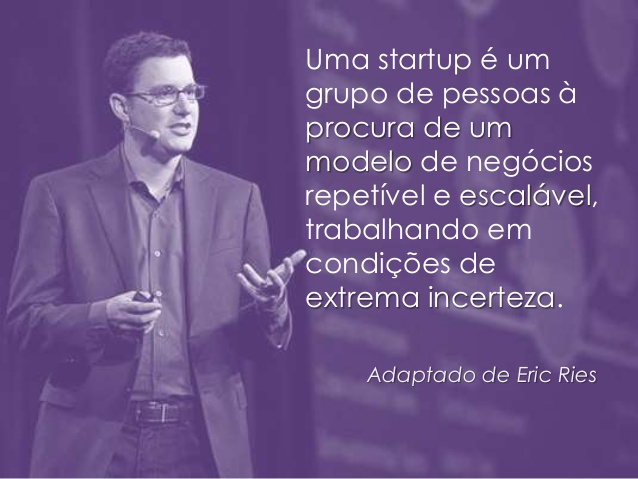 Uma startup é um
grupo de pessoas à
procura de um
modelo de negócios
repetível e escalável,
trabalhando em
condições de
extrema incerteza.
Adaptado de Eric Ries